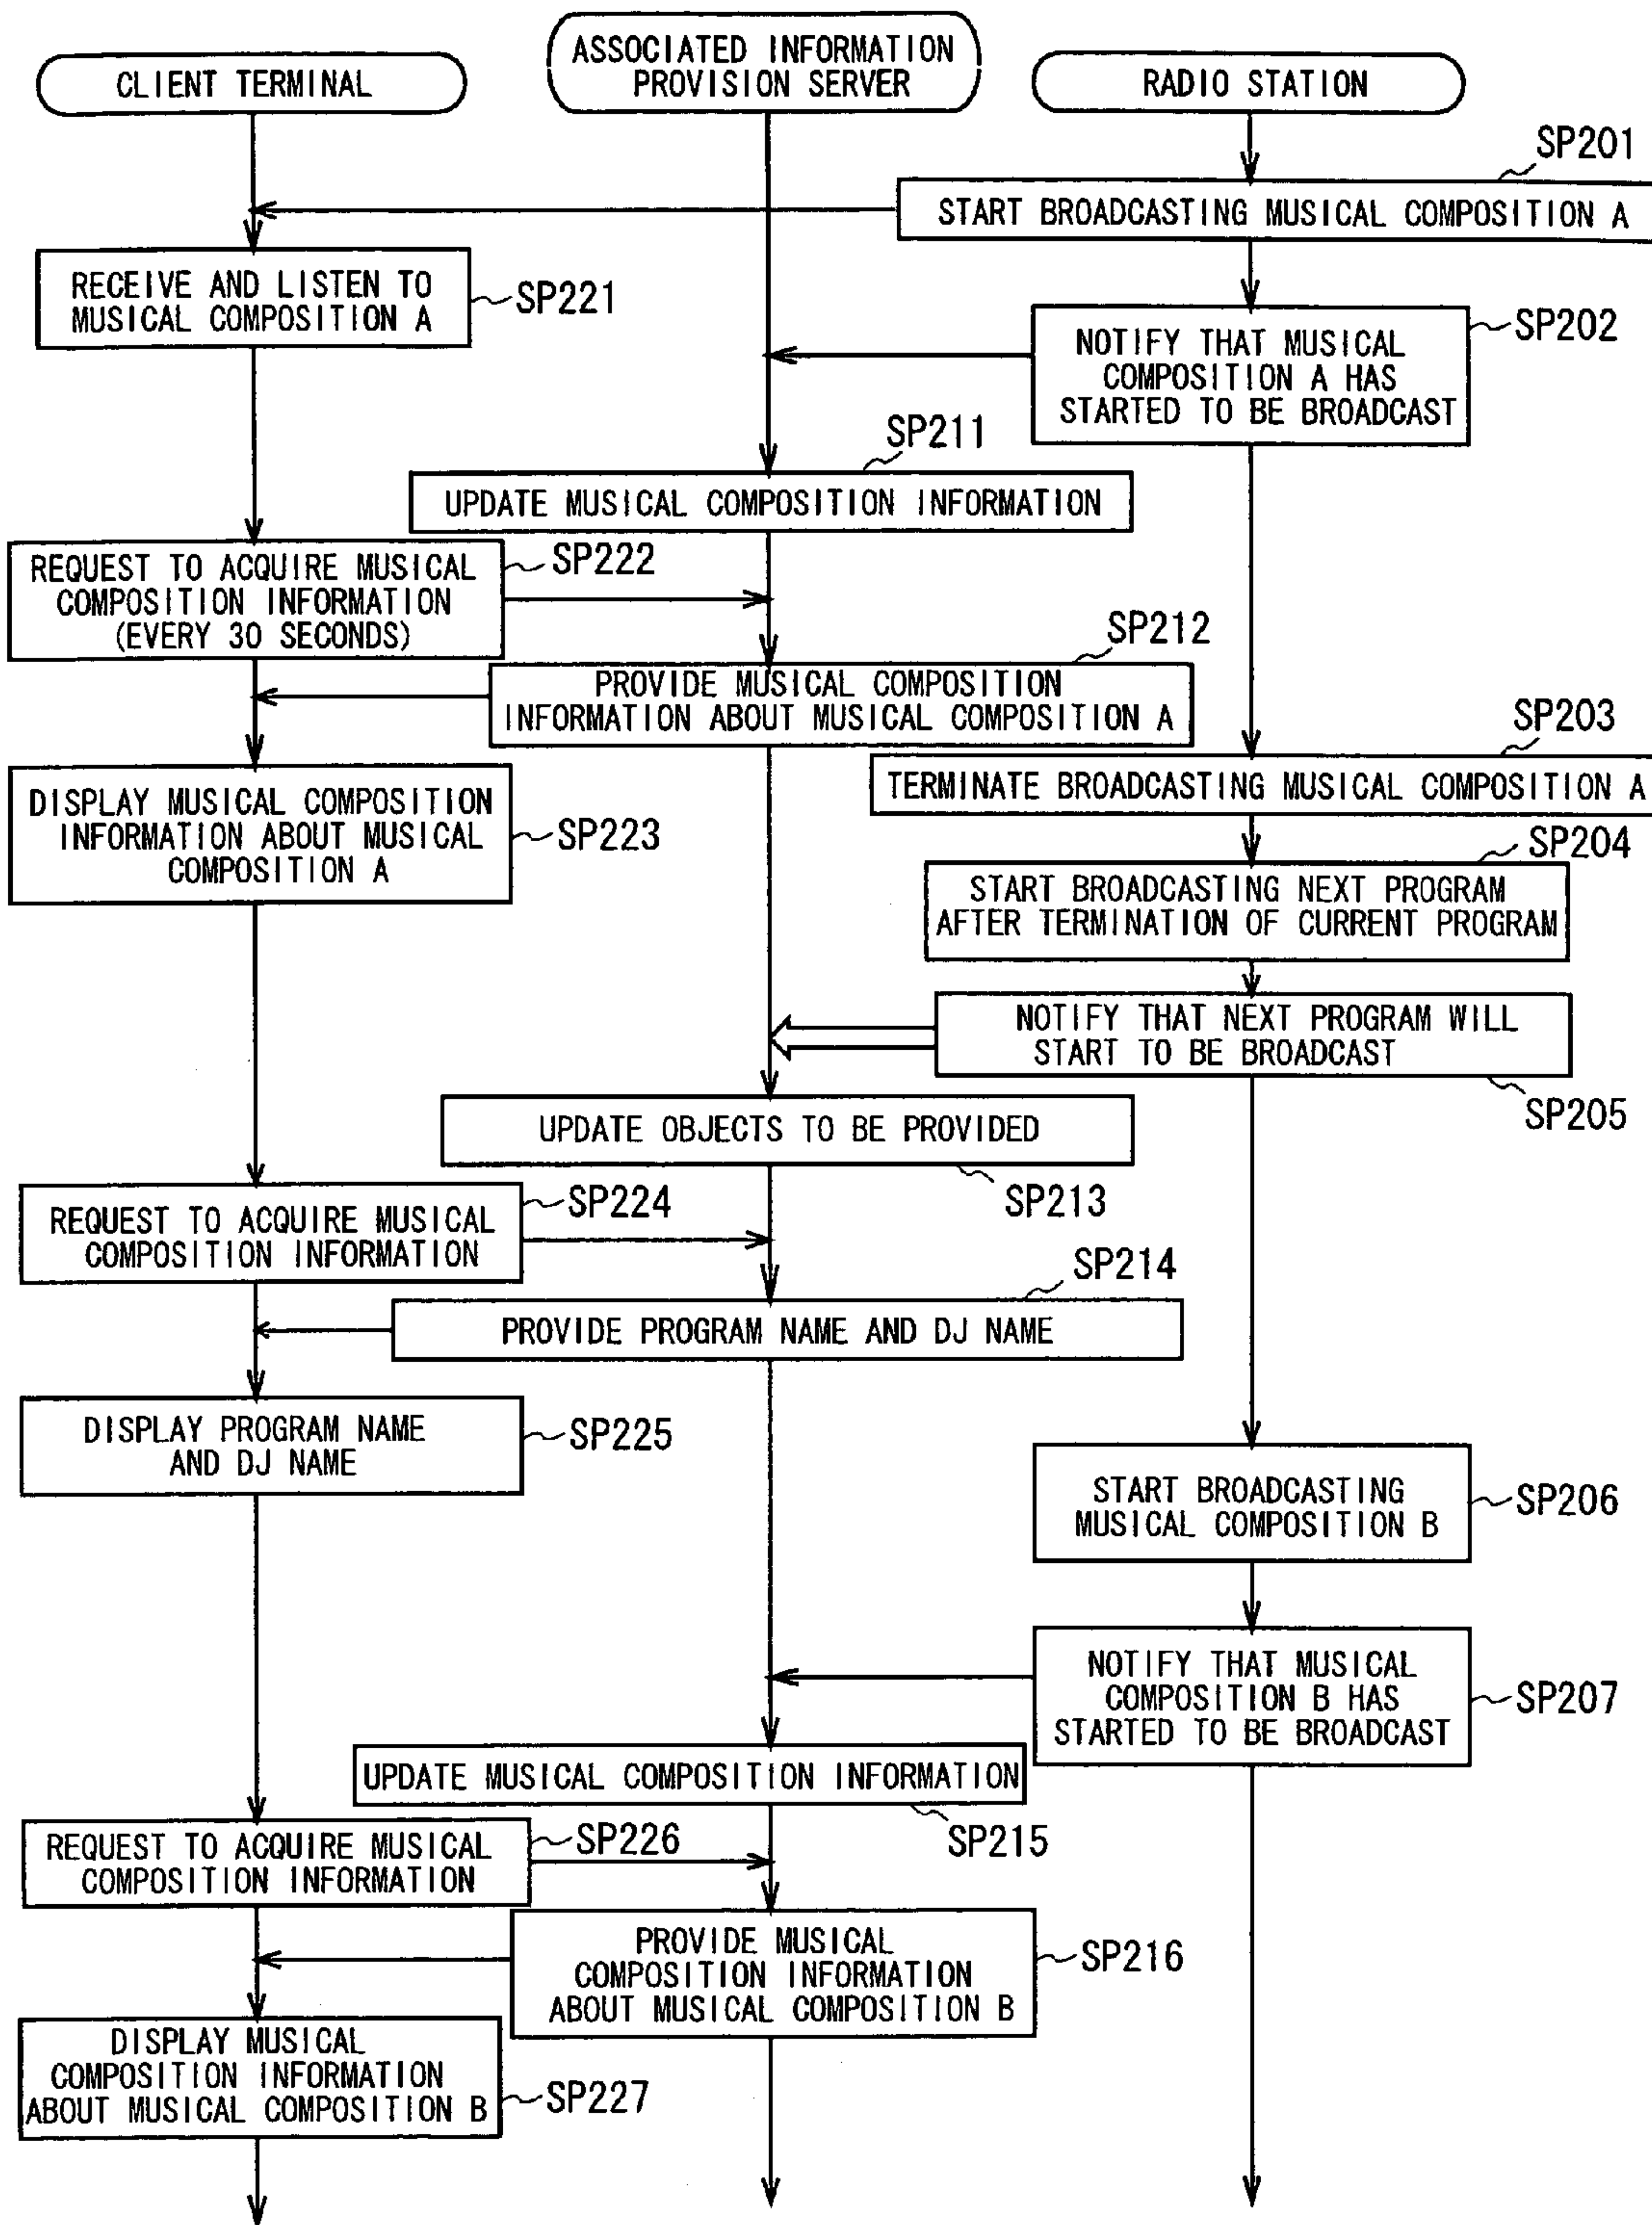 CLIENT TERMINAL
ASSOCIATED INFORMATION
PROVISION SERVER
RADIO STATION
SP201
START BROADCASTING MUSICAL COMPOSITION A
RECEIVE AND LISTEN TO
MUSICAL COMPOSITION A
SP221
SP202
NOTIFY THAT MUSICAL
COMPOSITION A HAS
STARTED TO BE BROADCAST
SP211
UPDATE MUSICAL COMPOSITION INFORMATION
REQUEST TO ACQUIRE MUSICAL
COMPOSITION INFORMATION
(EVERY 30 SECONDS)
SP222
SP212
PROVIDE MUSICAL COMPOSITION
INFORMATION ABOUT MUSICAL COMPOSITION A
SP203
TERMINATE BROADCASTING MUSICAL COMPOSITION A
DISPLAY MUSICAL COMPOSITION
INFORMATION ABOUT MUSICAL
COMPOSITION A
SP223
SP204
START BROADCASTING NEXT PROGRAM
AFTER TERMINATION OF CURRENT PROGRAM
NOTIFY THAT NEXT PROGRAM WILL
START TO BE BROADCAST
SP205
UPDATE OBJECTS TO BE PROVIDED
SP213
REQUEST TO ACQUIRE MUSICAL
COMPOSITION INFORMATION
SP224
SP214
PROVIDE PROGRAM NAME AND DJ NAME
DISPLAY PROGRAM NAME
AND DJ NAME
SP225
START BROADCASTING
MUSICAL COMPOSITION B
SP206
NOTIFY THAT MUSICAL
COMPOSITION B HAS
STARTED TO BE BROADCAST
SP207
UPDATE MUSICAL COMPOSITION INFORMATION
SP215
REQUEST TO ACQUIRE MUSICAL
COMPOSITION INFORMATION
SP226
PROVIDE MUSICAL
COMPOSITION INFORMATION
ABOUT MUSICAL COMPOSITION B
SP216
DISPLAY MUSICAL
COMPOSITION INFORMATION
ABOUT MUSICAL COMPOSITION B
SP227